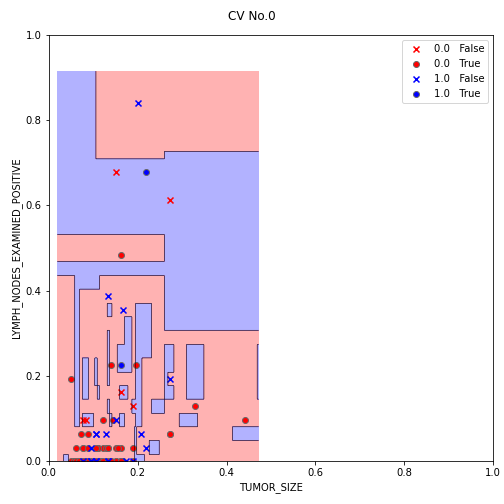 CV No.0
1.0
0.8
0.6
0.4
0.2
0.0
LYMPH_NODES_EXAMINED_POSITIVE
0.0 False
0.0 True
1.0 False
1.0 True
0.0 0.2 0.4 0.6 0.8 1.0
TUMOR_SIZE